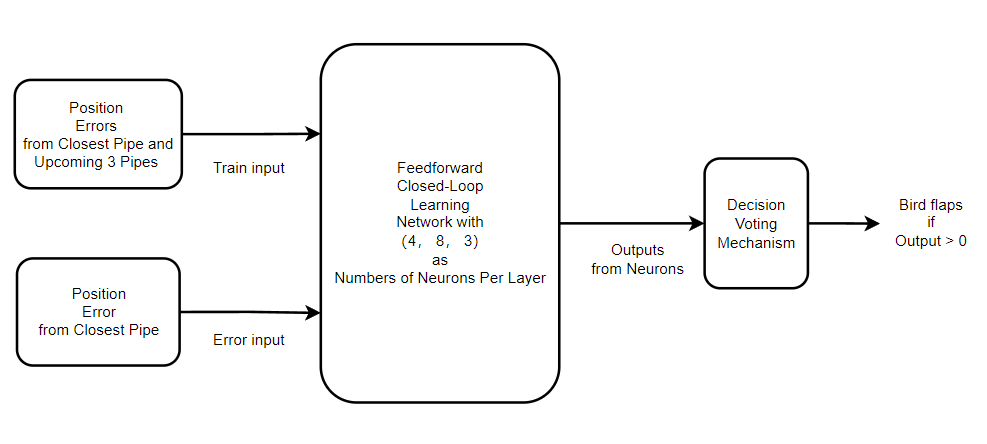 Position
Errors
from Closest Pipe and
Upcoming 3 Pipes
Train input
Position
Error
from Closest Pipe
Error input
Feedforward
Closed-Loop
Learning
Network with
(4, 8, 3)
as
Numbers of Neurons Per Layer
Outputs
from Neurons
Decision
Voting
Mechanism
Bird flaps
if
Output > 0